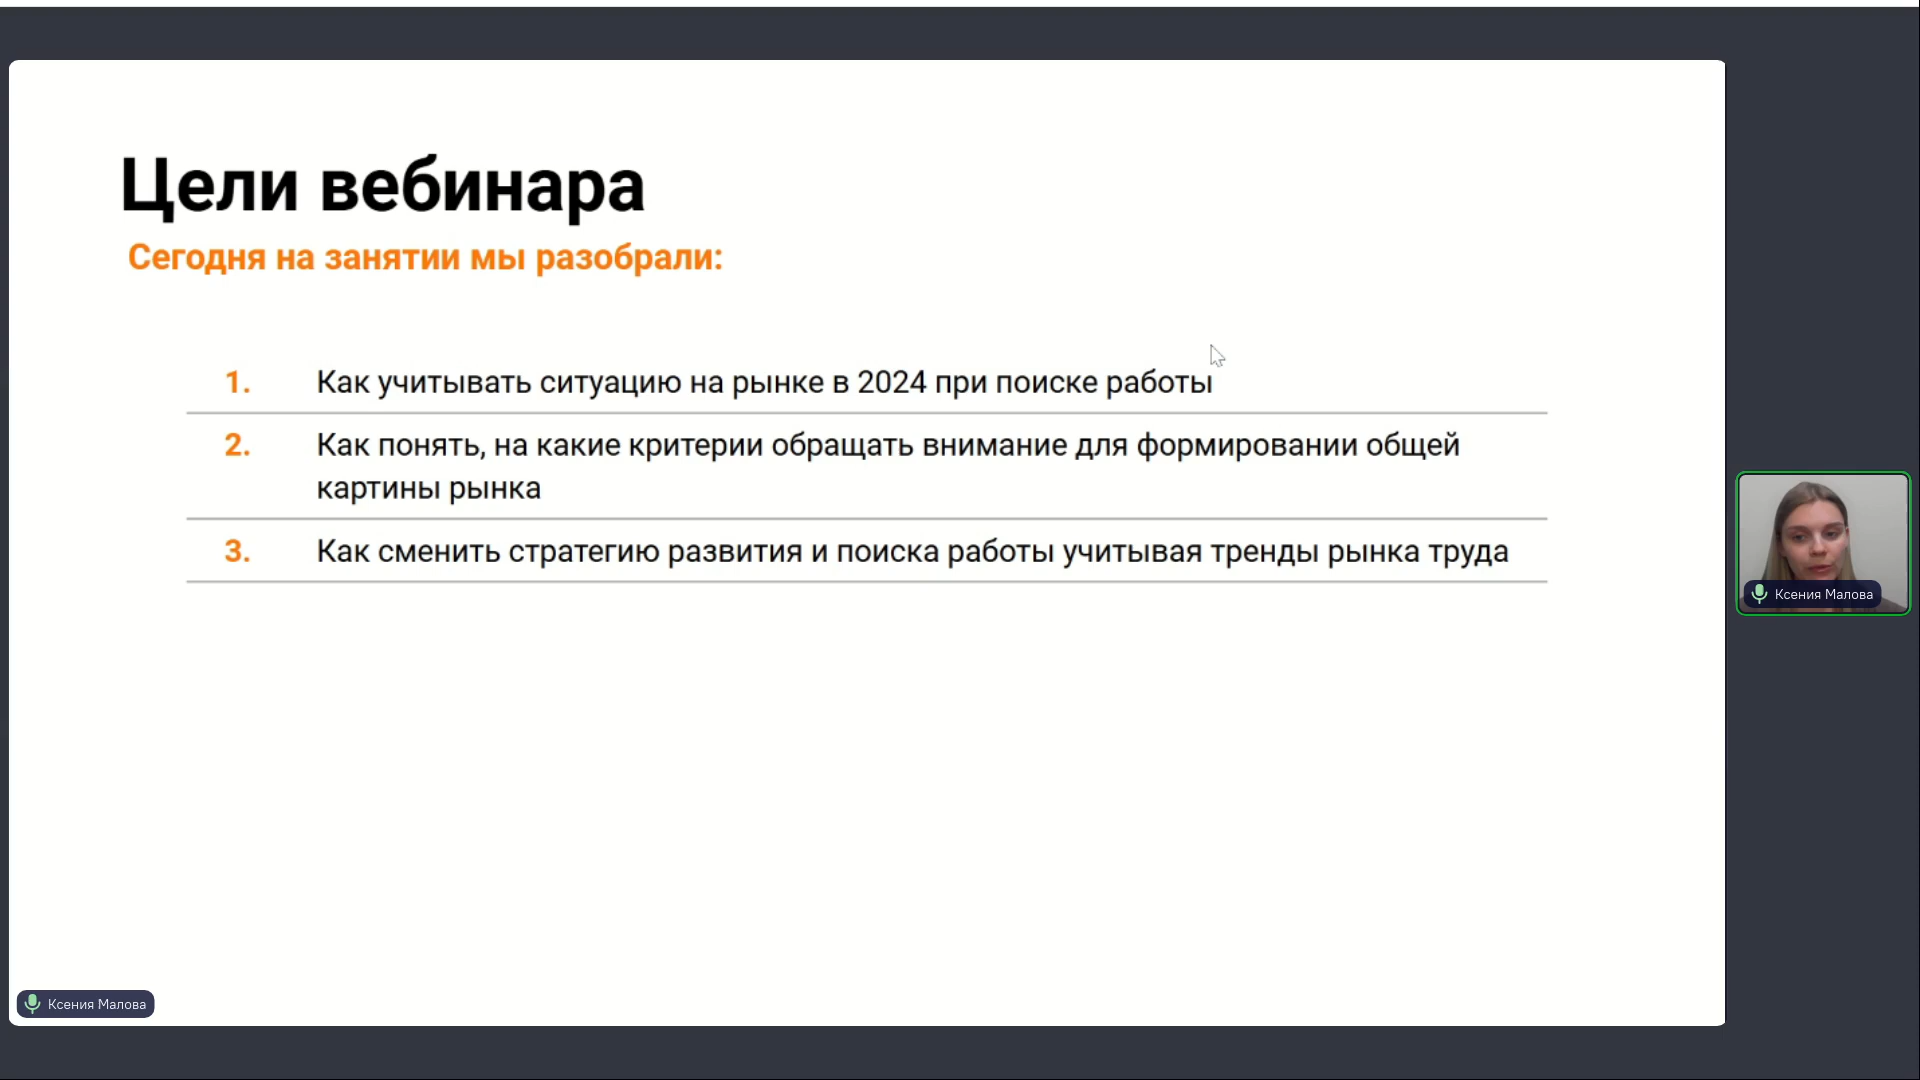 Цели вебинара
Сегодня на занятии мы разобрали:
1. Как учитывать ситуацию на рынке в 2024 при поиске работы
2. Как понять, на какие критерии обращать внимание для формировании общей
картины рынка
3. Как сменить стратегию развития и поиска работы учитывая тренды рынка труда
Ксения Малова
Ксения Малова